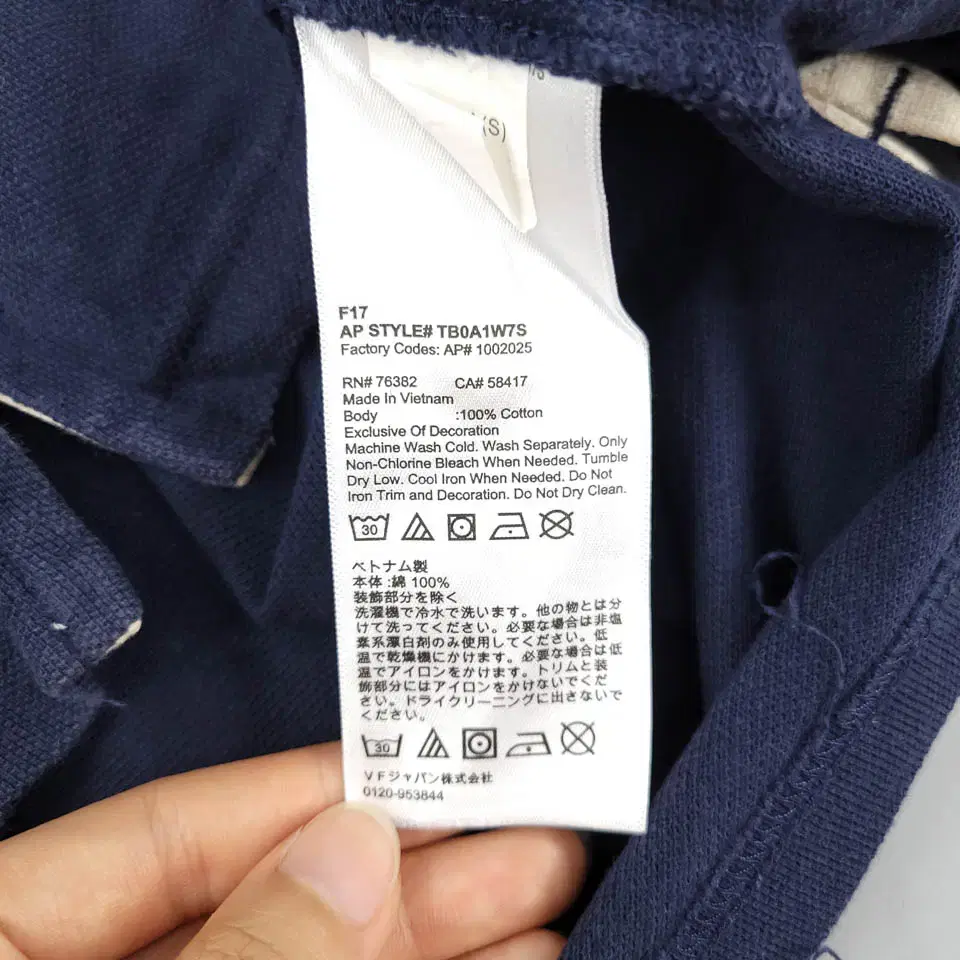 (S)
F17
AP STYLE# TB0A1W7S
Factory Codes: AP# 1002025
RN# 76382 CA# 58417
Made In Vietnam
Body :100% Cotton
Exclusive Of Decoration
Machine Wash Cold. Wash Separately. Only
Non-Chlorine Bleach When Needed. Tumble
Dry Low. Cool Iron When Needed. Do Not
Iron Trim and Decoration. Do Not Dry Clean.
30
ベトナム製
本体 :綿 100%
装飾部分を除く
洗濯機で冷水で洗います。他の物とは分
けて洗ってください。必要な場合は非塩
素系漂白剤のみ使用してください。低
温で乾燥機にかけます。必要な場合は低
温でアイロンをかけます。トリムと装
飾部分にはアイロンをかけないでくだ
さい。ドライクリーニングに出さないで
ください。
30
VFジャパン株式会社
0120-953844